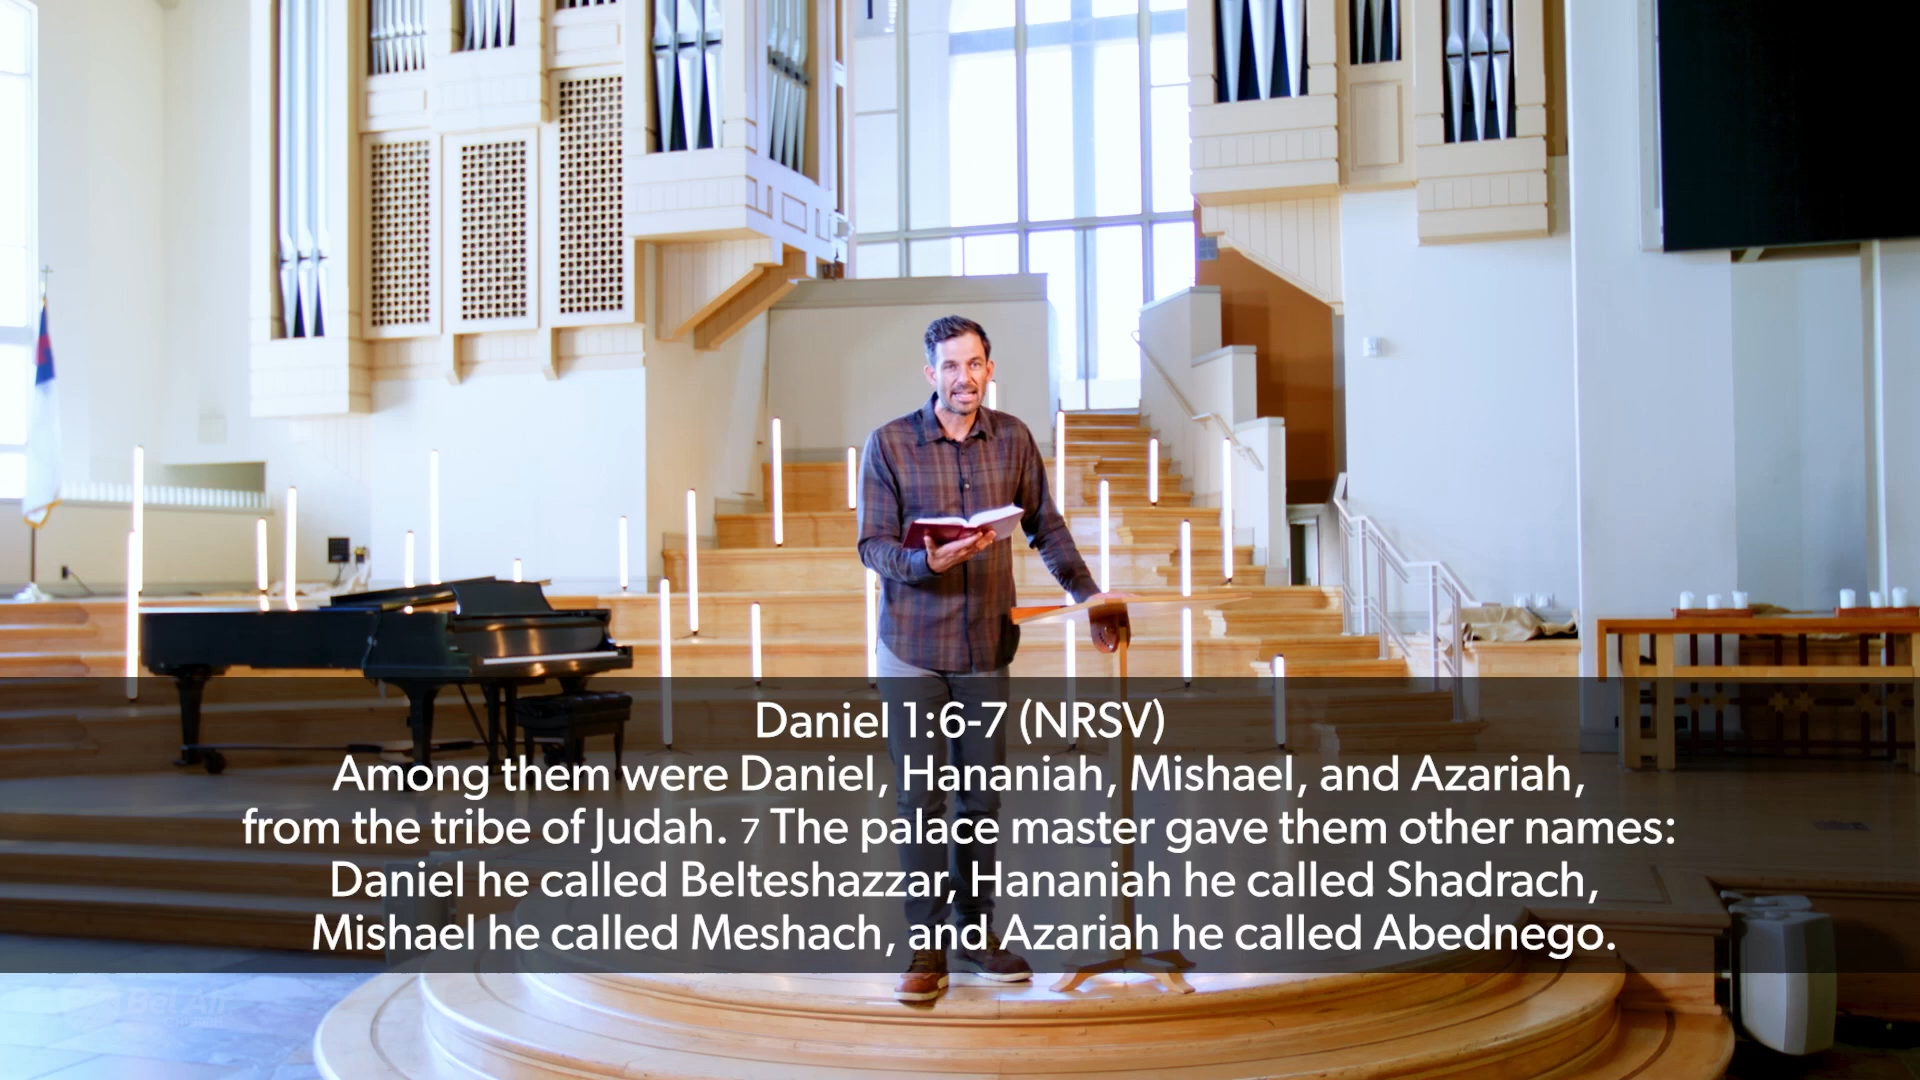 Daniel 1:6-7 (NRSV)
Among them were Daniel, Hananiah, Mishael, and Azariah,
from the tribe of Judah. 7 The palace master gave them other names:
Daniel he called Belteshazzar, Hananiah he called Shadrach,
Mishael he called Meshach, and Azariah he called Abednego.
Bel Air